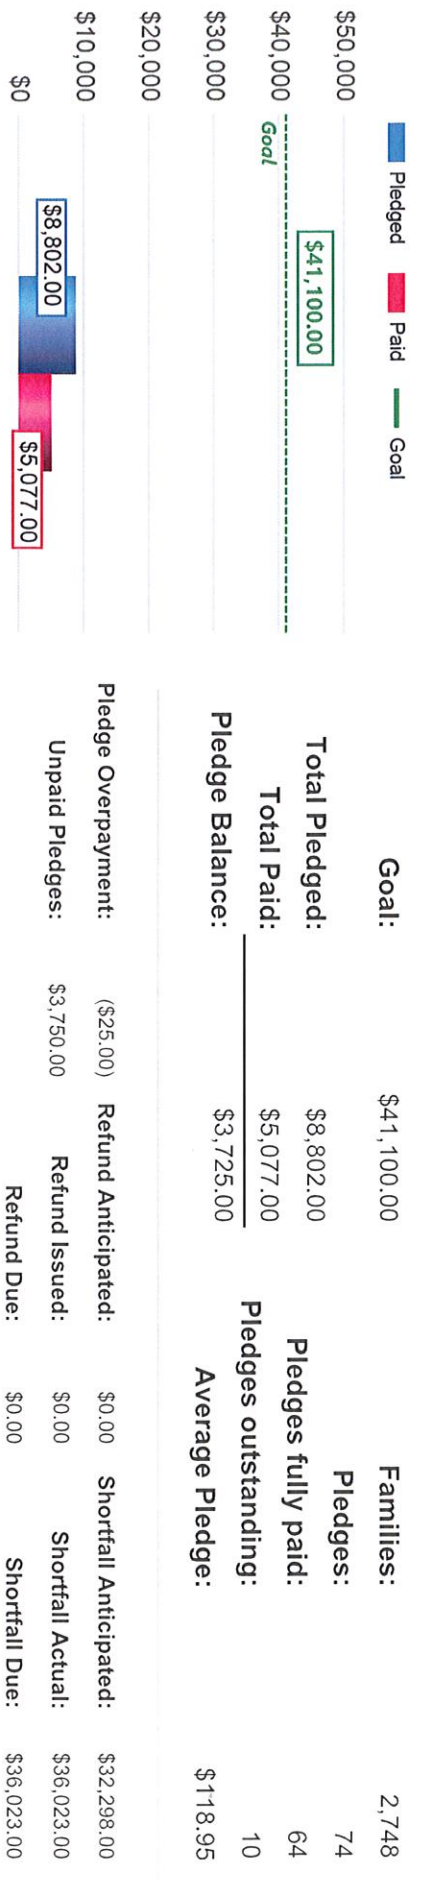 Pledged Paid Goal
$50,000
$40,000
$30,000
$20,000
$10,000
$0
Goal
$41,100.00
$8,802.00
$5,077.00
Goal: $41,100.00
Total Pledged: $8,802.00
Total Paid: $5,077.00
Pledge Balance: $3,725.00
Families: 2,748
Pledges: 74
Pledges fully paid: 64
Pledges outstanding: 10
Average Pledge: $118.95
Pledge Overpayment: ($25.00) Refund Anticipated: $0.00 Shortfall Anticipated: $32,298.00
Unpaid Pledges: $3,750.00 Refund Issued: $0.00 Shortfall Actual: $36,023.00
Refund Due: $0.00 Shortfall Due: $36,023.00